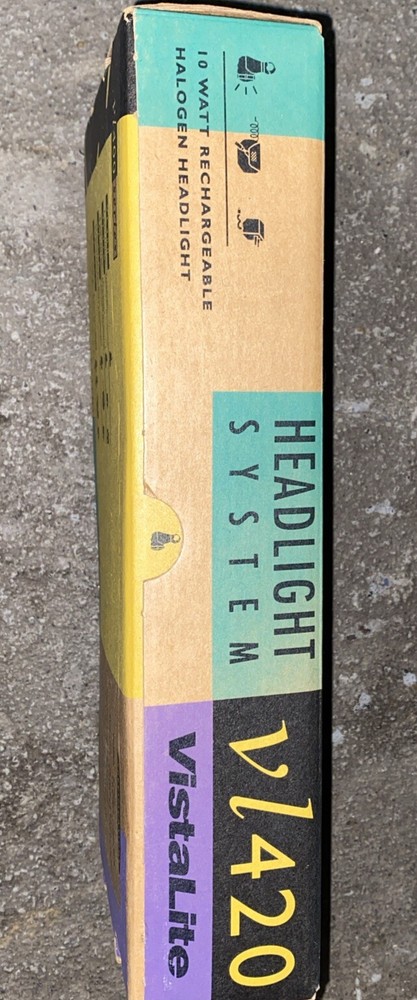 10 WATT RECHARGEABLE
HALOGEN HEADLIGHT
HEADLIGHT
SYSTEM
vl420
VistaLite